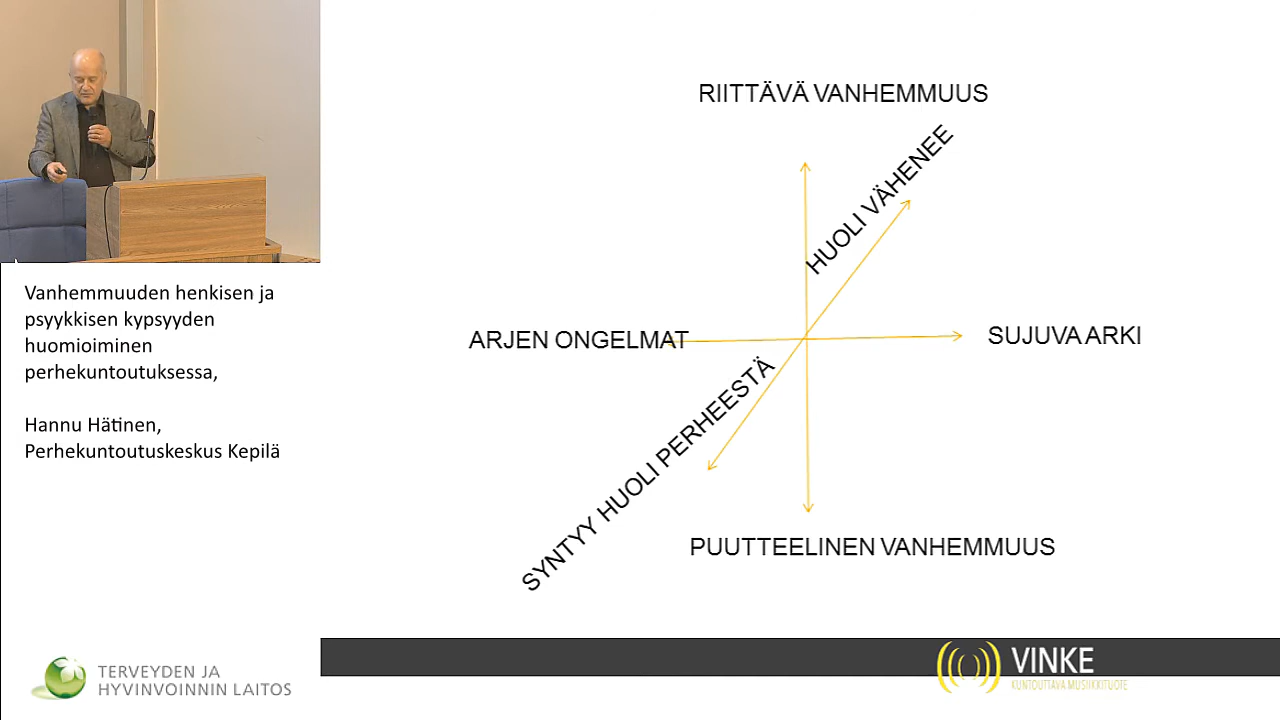 RIITTÄVÄ VANHEMMUUS
HUOLI VÄHENEE
ARJEN ONGELMAT
SUJUVA ARKI
SYNTYY HUOLI PERHEESTÄ
PUUTTEELINEN VANHEMMUUS
Vanhemmuuden henkisen ja
psyykkisen kypsyyden
huomioiminen
perhekuntoutuksessa,
Hannu Hätinen,
Perhekuntoutuskeskus Kepilä
TERVEYDEN JA
HYVINVOINNIN LAITOS
VINKE
KUNTOUTTAVA MUSIIKKITUOTE